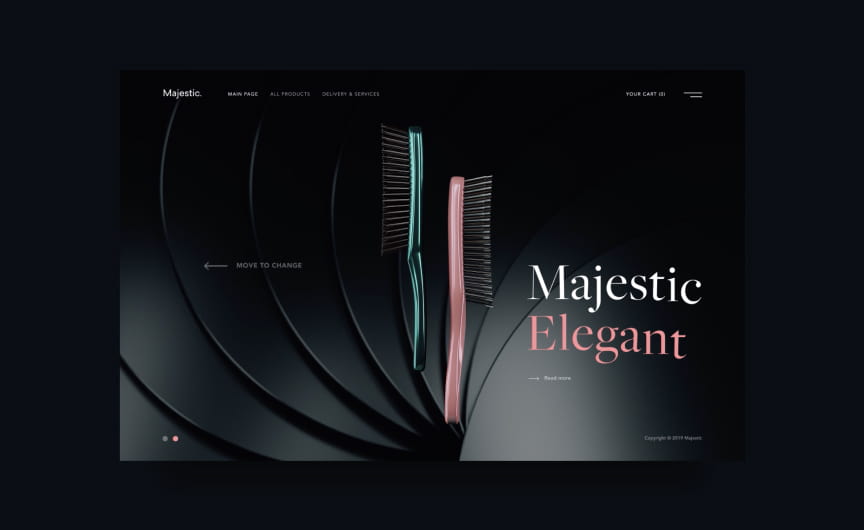 Majestic.
MAIN PAGE
ALL PRODUCTS
DELIVERY & SERVICES
YOUR CART (0)
MOVE TO CHANGE
Majestic
Elegant
Read more
Copyright © 2019 Majestic